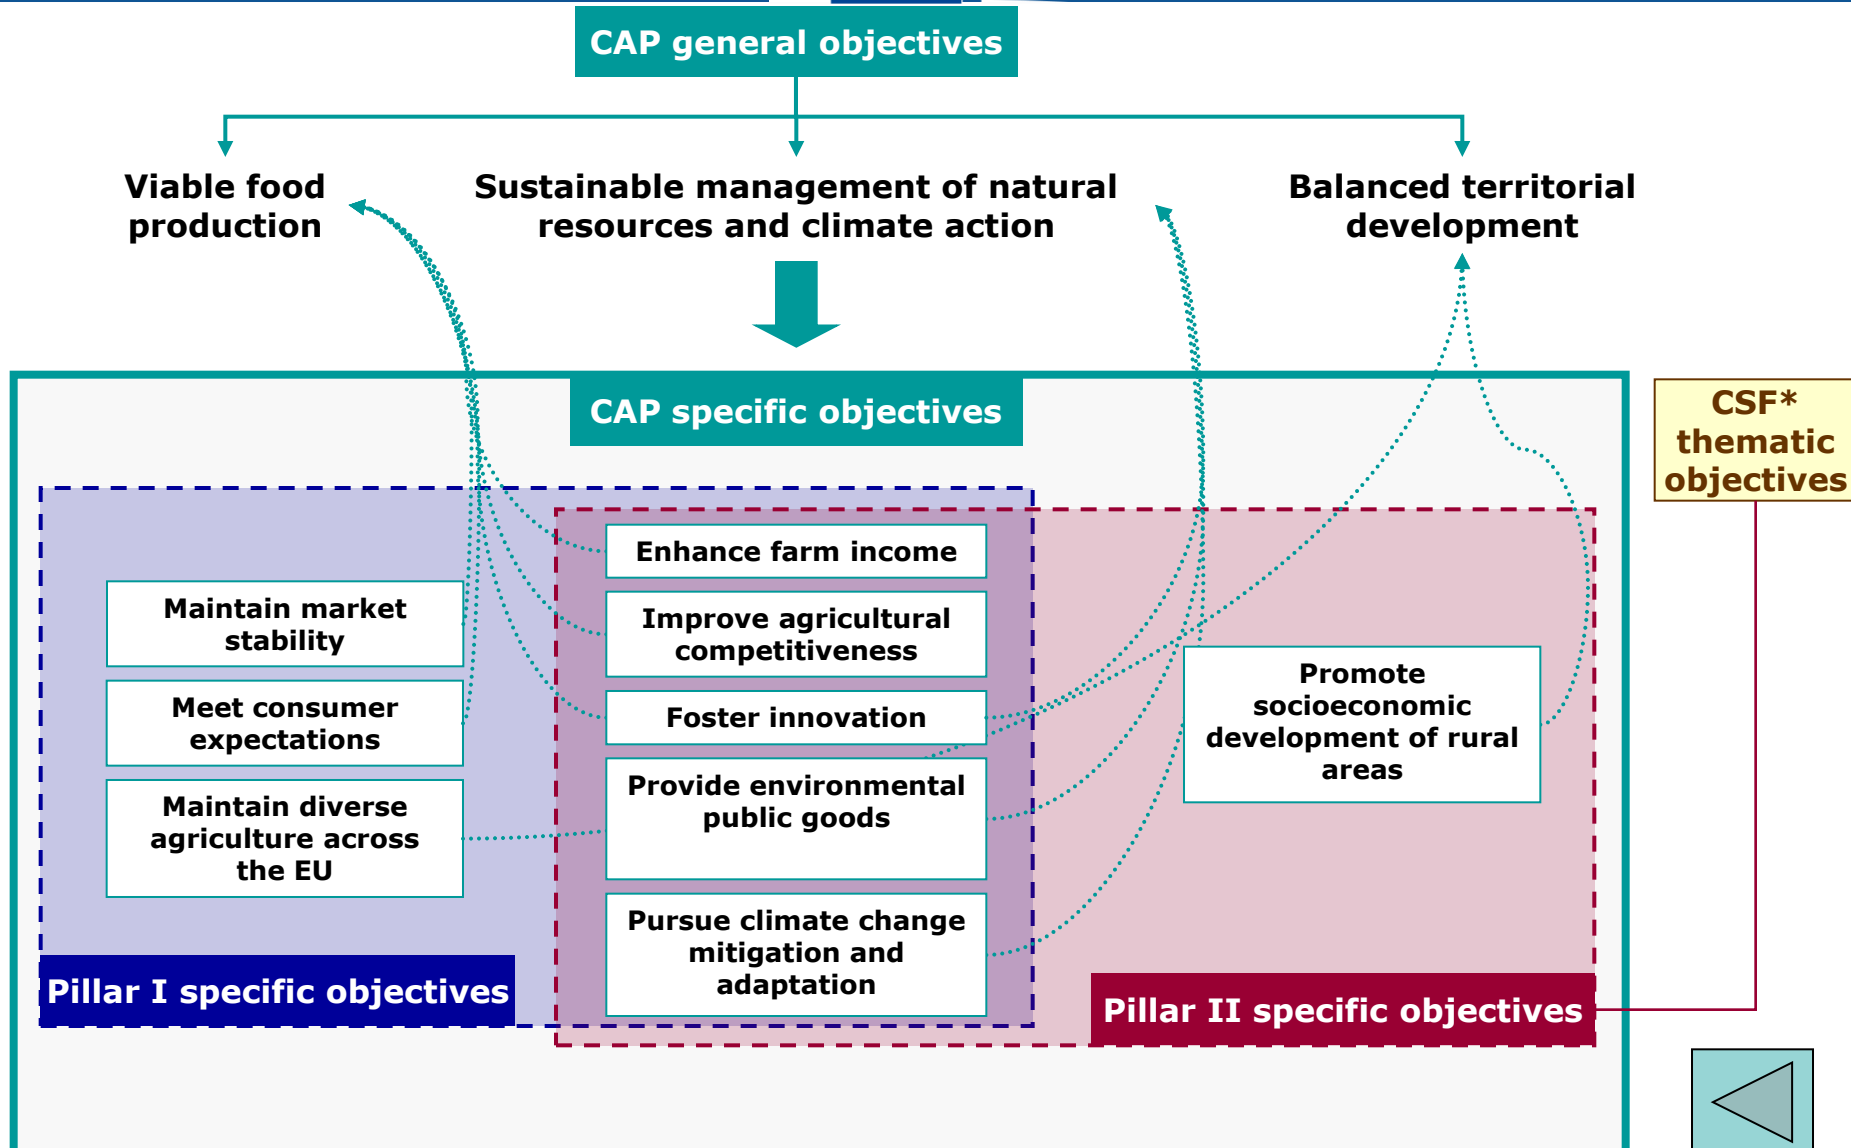 CAP general objectives
Viable food
production
Sustainable management of natural
resources and climate action
Balanced territorial
development
CAP specific objectives
CSF*
thematic
objectives
Maintain market
stability
Meet consumer
expectations
Maintain diverse
agriculture across
the EU
Enhance farm income
Improve agricultural
competitiveness
Foster innovation
Provide environmental
public goods
Pursue climate change
mitigation and
adaptation
Promote
socioeconomic
development of rural
areas
Pillar I specific objectives
Pillar II specific objectives